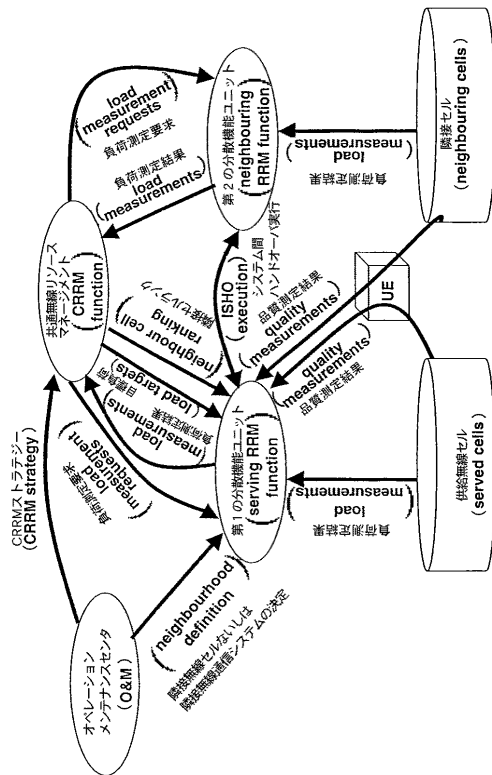 オペレーション
メンテナンスセンタ
(O&M)
CRRMストラテジー
(CRRM strategy)
(neighbourhood
definition)
隣接無線セルないしは
隣接無線通信システムの決定
共通無線リソース
マネージメント
(CRRM
function)
負荷測定要求
(load
measurement
requests)
負荷測定結果
(load
measurements)
目標負荷
(load targets)
(neighbour cell
ranking)
隣接セルランク
(load
measurement
requests)
負荷測定要求
負荷測定結果
(load
measurements)
第1の分散機能ユニット
(serving RRM
function)
(ISHO
execution)
システム間
ハンドオーバ実行
第2の分散機能ユニット
(neighbouring
RRM function)
品質測定結果
(quality
measurements)
(quality
measurements)
品質測定結果
負荷測定結果
(load
measurements)
負荷測定結果
(load
measurements)
UE
供給無線セル
(served cells)
隣接セル
(neighbouring cells)